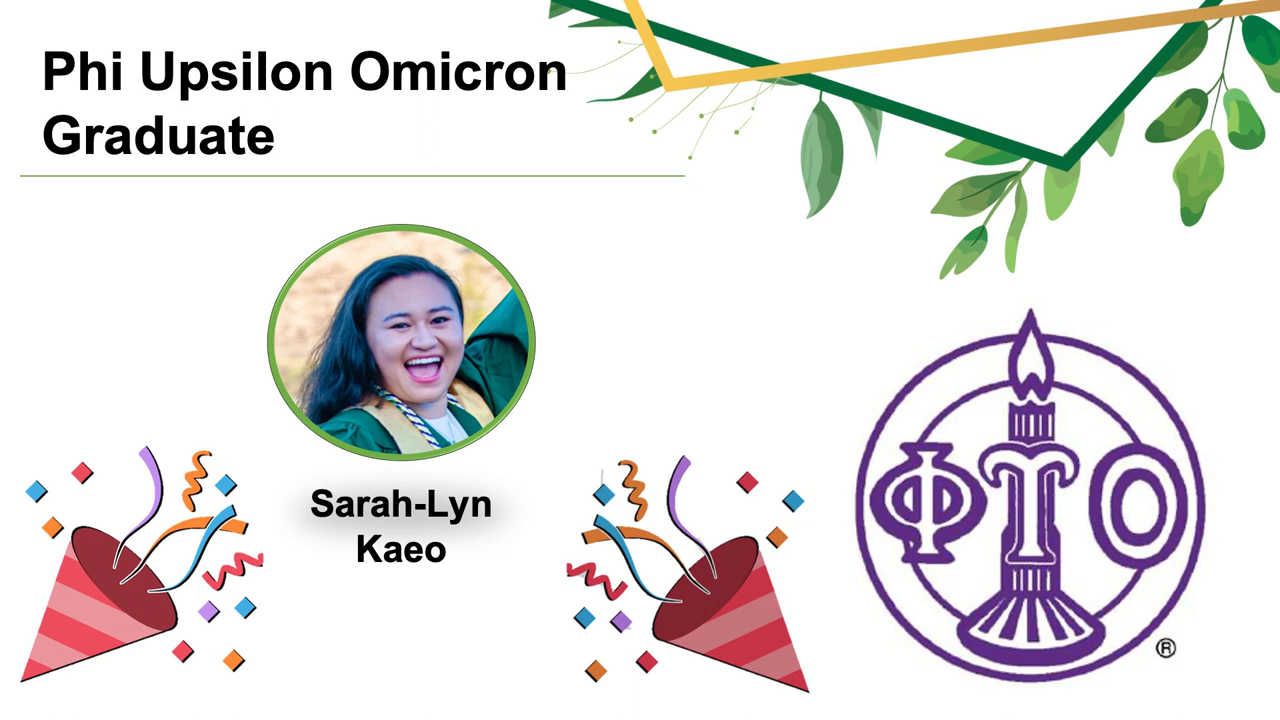 Phi Upsilon Omicron
Graduate
Sarah-Lyn
Kaeo
ΦΥΟ
®